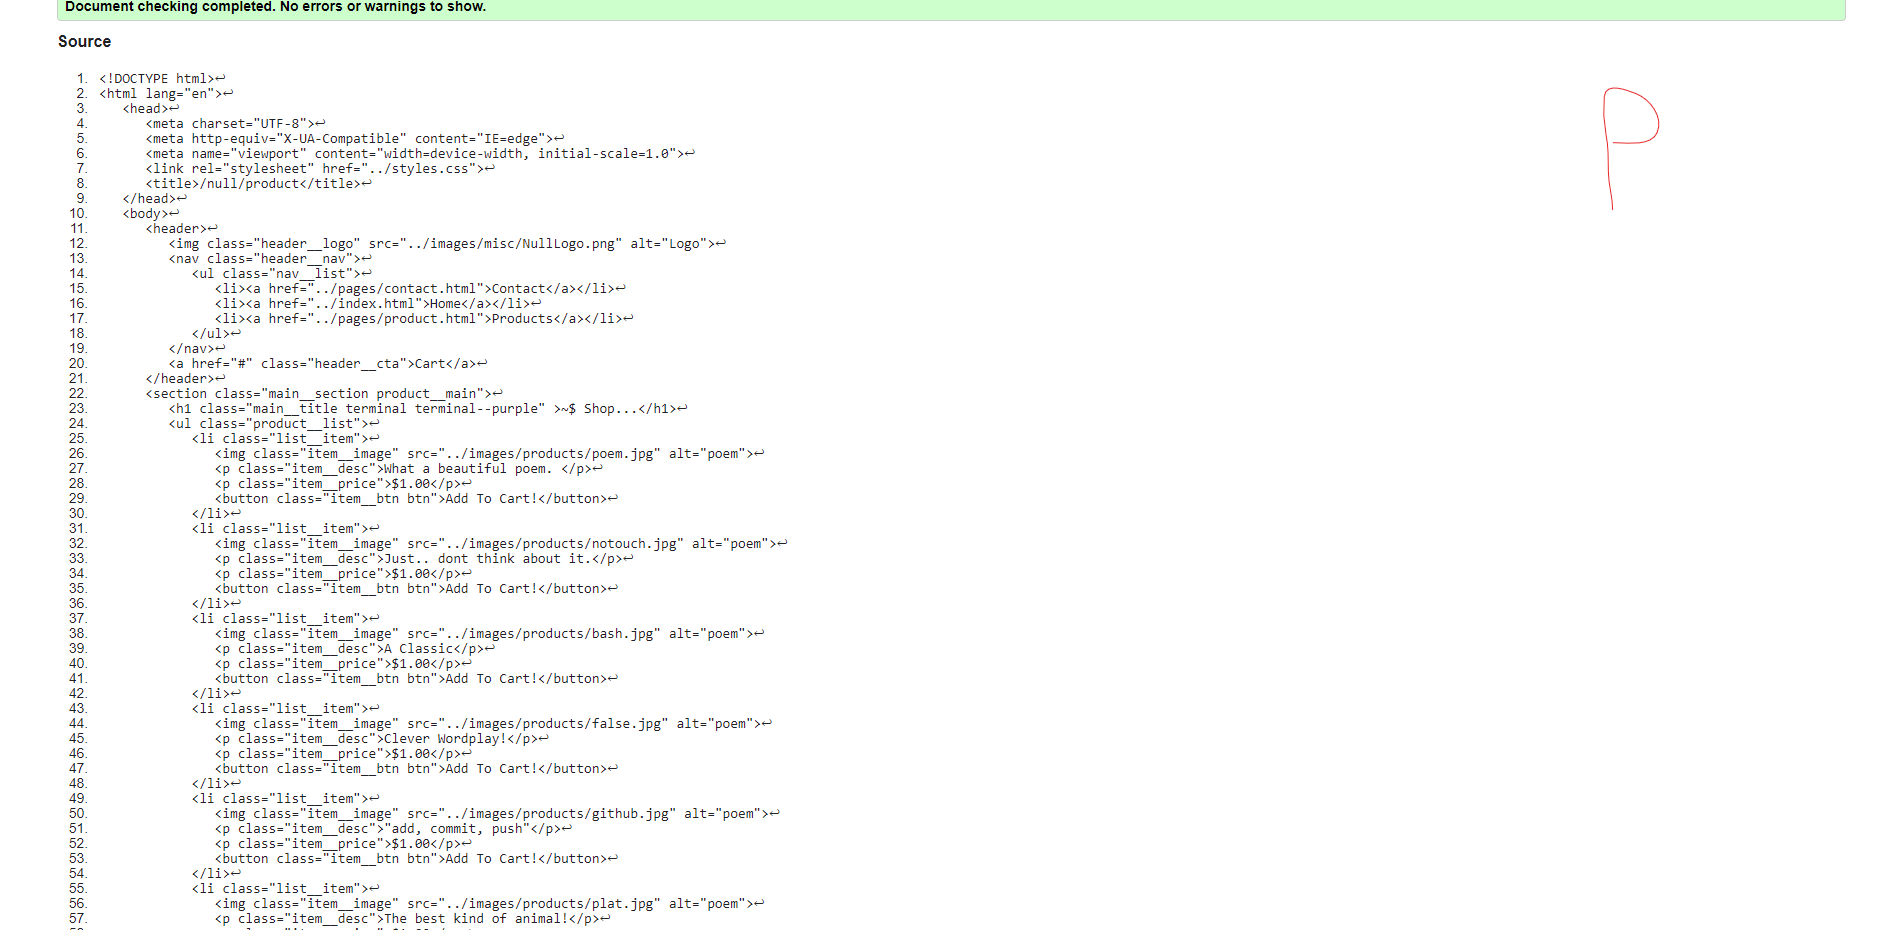 Document checking completed. No errors or warnings to show.
Source
1. <!DOCTYPE html>↩
2. <html lang="en">↩
3.    <head>↩
4.       <meta charset="UTF-8">↩
5.       <meta http-equiv="X-UA-Compatible" content="IE=edge">↩
6.       <meta name="viewport" content="width=device-width, initial-scale=1.0">↩
7.       <link rel="stylesheet" href="../styles.css">↩
8.       <title>/null/product</title>↩
9.    </head>↩
10.    <body>↩
11.       <header>↩
12.          <img class="header__logo" src="../images/misc/NullLogo.png" alt="Logo">↩
13.          <nav class="header__nav">↩
14.             <ul class="nav__list">↩
15.                <li><a href="../pages/contact.html">Contact</a></li>↩
16.                <li><a href="../index.html">Home</a></li>↩
17.                <li><a href="../pages/product.html">Products</a></li>↩
18.             </ul>↩
19.          </nav>↩
20.          <a href="#" class="header__cta">Cart</a>↩
21.       </header>↩
22.       <section class="main__section product__main">↩
23.          <h1 class="main__title terminal terminal--purple" >~$ Shop...</h1>↩
24.          <ul class="product__list">↩
25.             <li class="list__item">↩
26.                <img class="item__image" src="../images/products/poem.jpg" alt="poem">↩
27.                <p class="item__desc">What a beautiful poem. </p>↩
28.                <p class="item__price">$1.00</p>↩
29.                <button class="item__btn btn">Add To Cart!</button>↩
30.             </li>↩
31.             <li class="list__item">↩
32.                <img class="item__image" src="../images/products/notouch.jpg" alt="poem">↩
33.                <p class="item__desc">Just.. dont think about it.</p>↩
34.                <p class="item__price">$1.00</p>↩
35.                <button class="item__btn btn">Add To Cart!</button>↩
36.             </li>↩
37.             <li class="list__item">↩
38.                <img class="item__image" src="../images/products/bash.jpg" alt="poem">↩
39.                <p class="item__desc">A Classic</p>↩
40.                <p class="item__price">$1.00</p>↩
41.                <button class="item__btn btn">Add To Cart!</button>↩
42.             </li>↩
43.             <li class="list__item">↩
44.                <img class="item__image" src="../images/products/false.jpg" alt="poem">↩
45.                <p class="item__desc">Clever Wordplay!</p>↩
46.                <p class="item__price">$1.00</p>↩
47.                <button class="item__btn btn">Add To Cart!</button>↩
48.             </li>↩
49.             <li class="list__item">↩
50.                <img class="item__image" src="../images/products/github.jpg" alt="poem">↩
51.                <p class="item__desc">"add, commit, push"</p>↩
52.                <p class="item__price">$1.00</p>↩
53.                <button class="item__btn btn">Add To Cart!</button>↩
54.             </li>↩
55.             <li class="list__item">↩
56.                <img class="item__image" src="../images/products/plat.jpg" alt="poem">↩
57.                <p class="item__desc">The best kind of animal!</p>↩
P